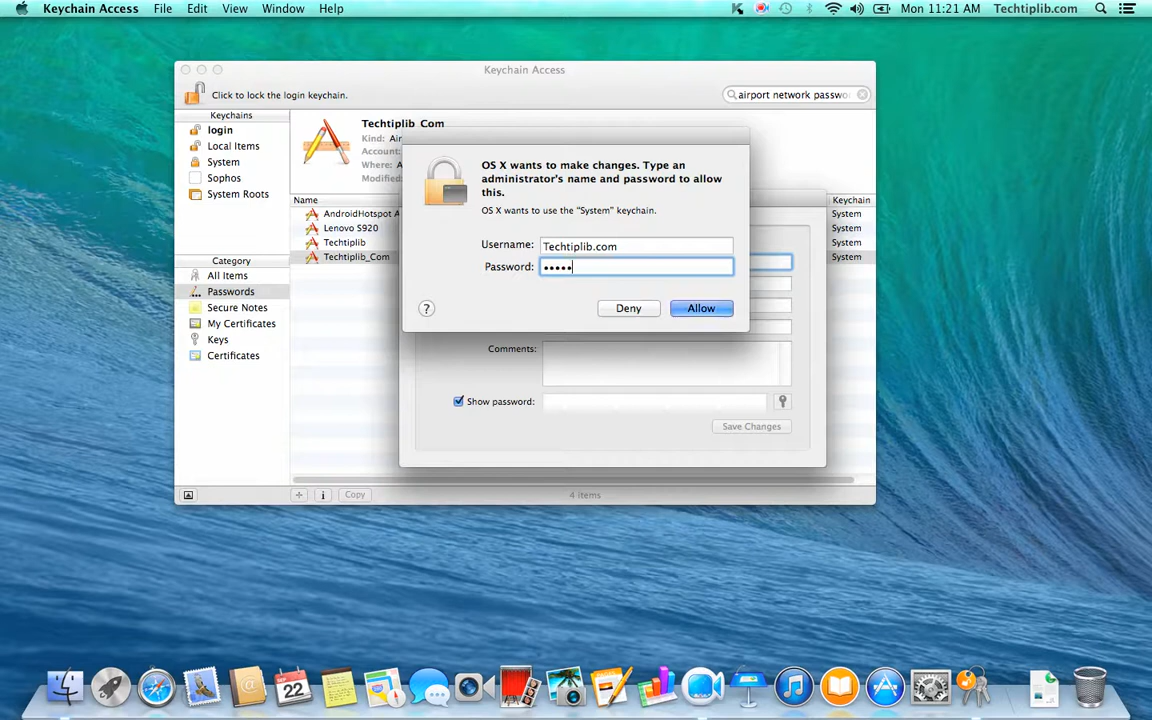 Keychain Access File Edit View Window Help
Mon 11:21 AM Techtiplib.com
Keychain Access
Click to lock the login keychain.
airport network passwo
Keychains
login
Local Items
System
Sophos
System Roots
Category
All Items
Passwords
Secure Notes
My Certificates
Keys
Certificates
Techtiplib_Com
Kind: Air
Account:
Where: A
Modified:
Name
Keychain
AndroidHotspot A
System
Lenovo S920
System
Techtiplib
System
Techtiplib_Com
System
OS X wants to make changes. Type an
administrator's name and password to allow
this.
OS X wants to use the "System" keychain.
Username: Techtiplib.com
Password: •••••
?
Deny
Allow
Comments:
Show password:
Save Changes
+ i Copy
4 items
SEP
22